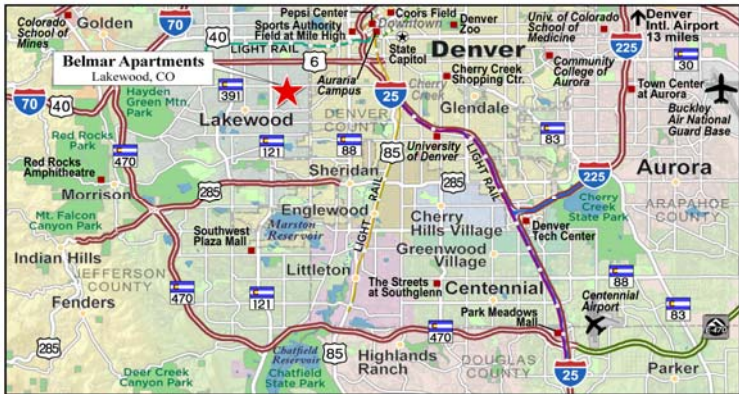 Golden
Colorado
School of
Mines
70
40
Pepsi Center
Sports Authority
Field at Mile High
LIGHT RAIL
Coors Field
Downtown
State
Capitol
Denver
Zoo
Denver
Univ. of Colorado
School of
Medicine
Denver
Intl. Airport
13 miles
225
Belmar Apartments
Lakewood, CO
6
Auraria
Campus
Cherry Creek
Shopping Ctr.
Cherry
Creek
Community
College of
Aurora
30
Town Center
at Aurora
70
40
Hayden
Green Mtn.
Park
391
Lakewood
25
Glendale
Buckley
Air National
Guard Base
DENVER
COUNTY
Red Rocks
Park
470
121
88
85
University
of Denver
83
LIGHT RAIL
Red Rocks
Amphitheatre
Morrison
285
Sheridan
285
225
Aurora
Mt. Falcon
Canyon Park
Englewood
Cherry
Hills Village
Cherry
Creek
State Park
ARAPAHOE
COUNTY
Southwest
Plaza Mall
Marston
Reservoir
LIGHT RAIL
Denver
Tech Center
Indian Hills
JEFFERSON
COUNTY
Littleton
Greenwood
Village
The Streets
at Southglenn
Centennial
88
Centennial
Airport
Fenders
470
121
Park Meadows
Mall
83
285
85
470
Chatfield
Reservoir
Highlands
Ranch
DOUGLAS
COUNTY
Deer Creek
Canyon Park
Chatfield
State Park
25
Parker